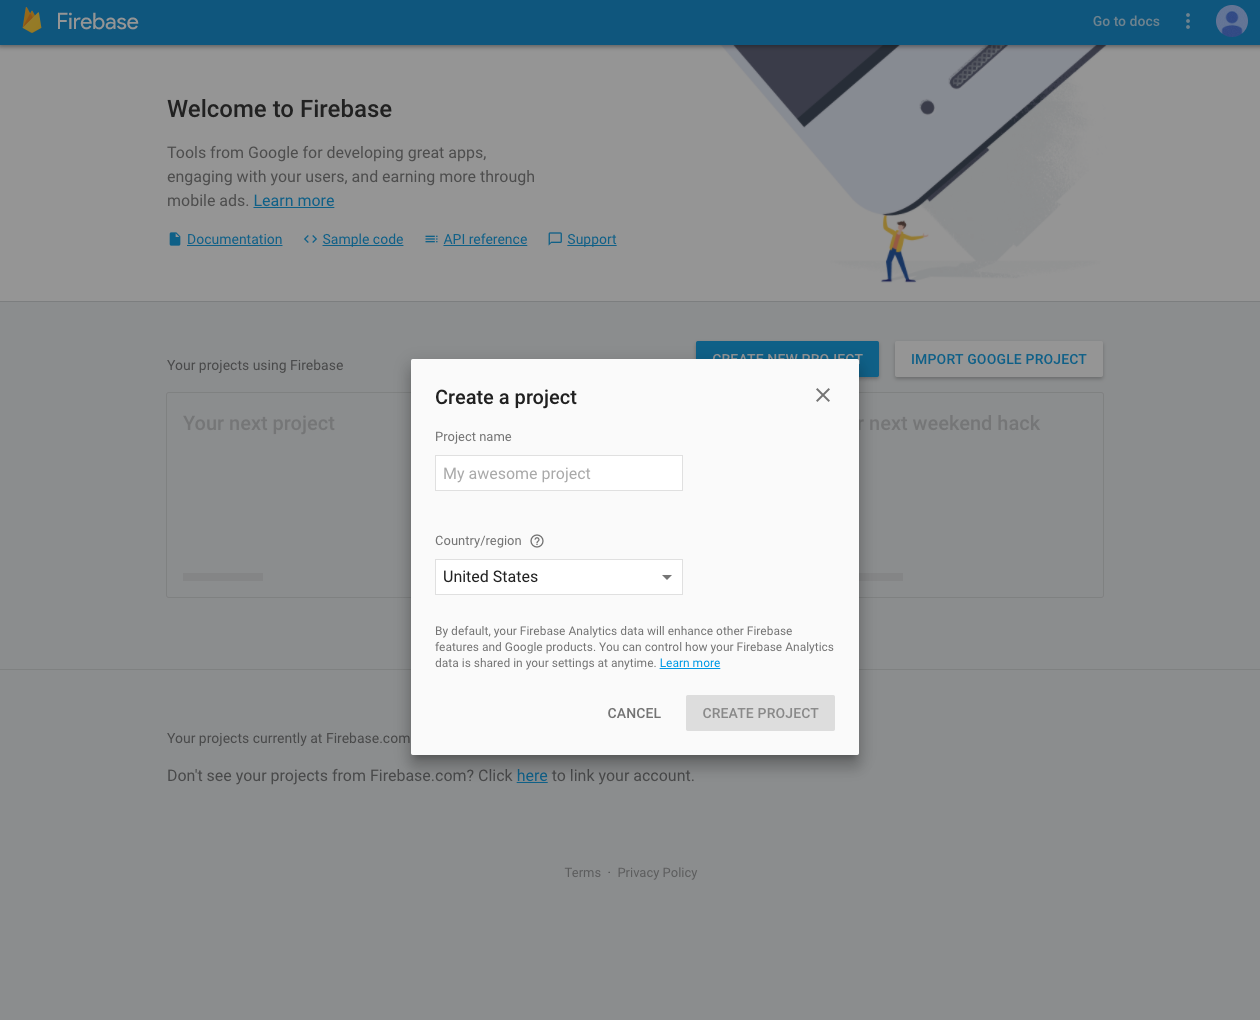 Firebase
Go to docs
Welcome to Firebase
Tools from Google for developing great apps,
engaging with your users, and earning more through
mobile ads. Learn more
Documentation
Sample code
API reference
Support
Your projects using Firebase
CREATE NEW PROJECT
IMPORT GOOGLE PROJECT
Your next project
next weekend hack
Create a project
Project name
My awesome project
Country/region
United States
By default, your Firebase Analytics data will enhance other Firebase
features and Google products. You can control how your Firebase Analytics
data is shared in your settings at anytime. Learn more
CANCEL
CREATE PROJECT
Your projects currently at Firebase.com
Don't see your projects from Firebase.com? Click here to link your account.
Terms · Privacy Policy